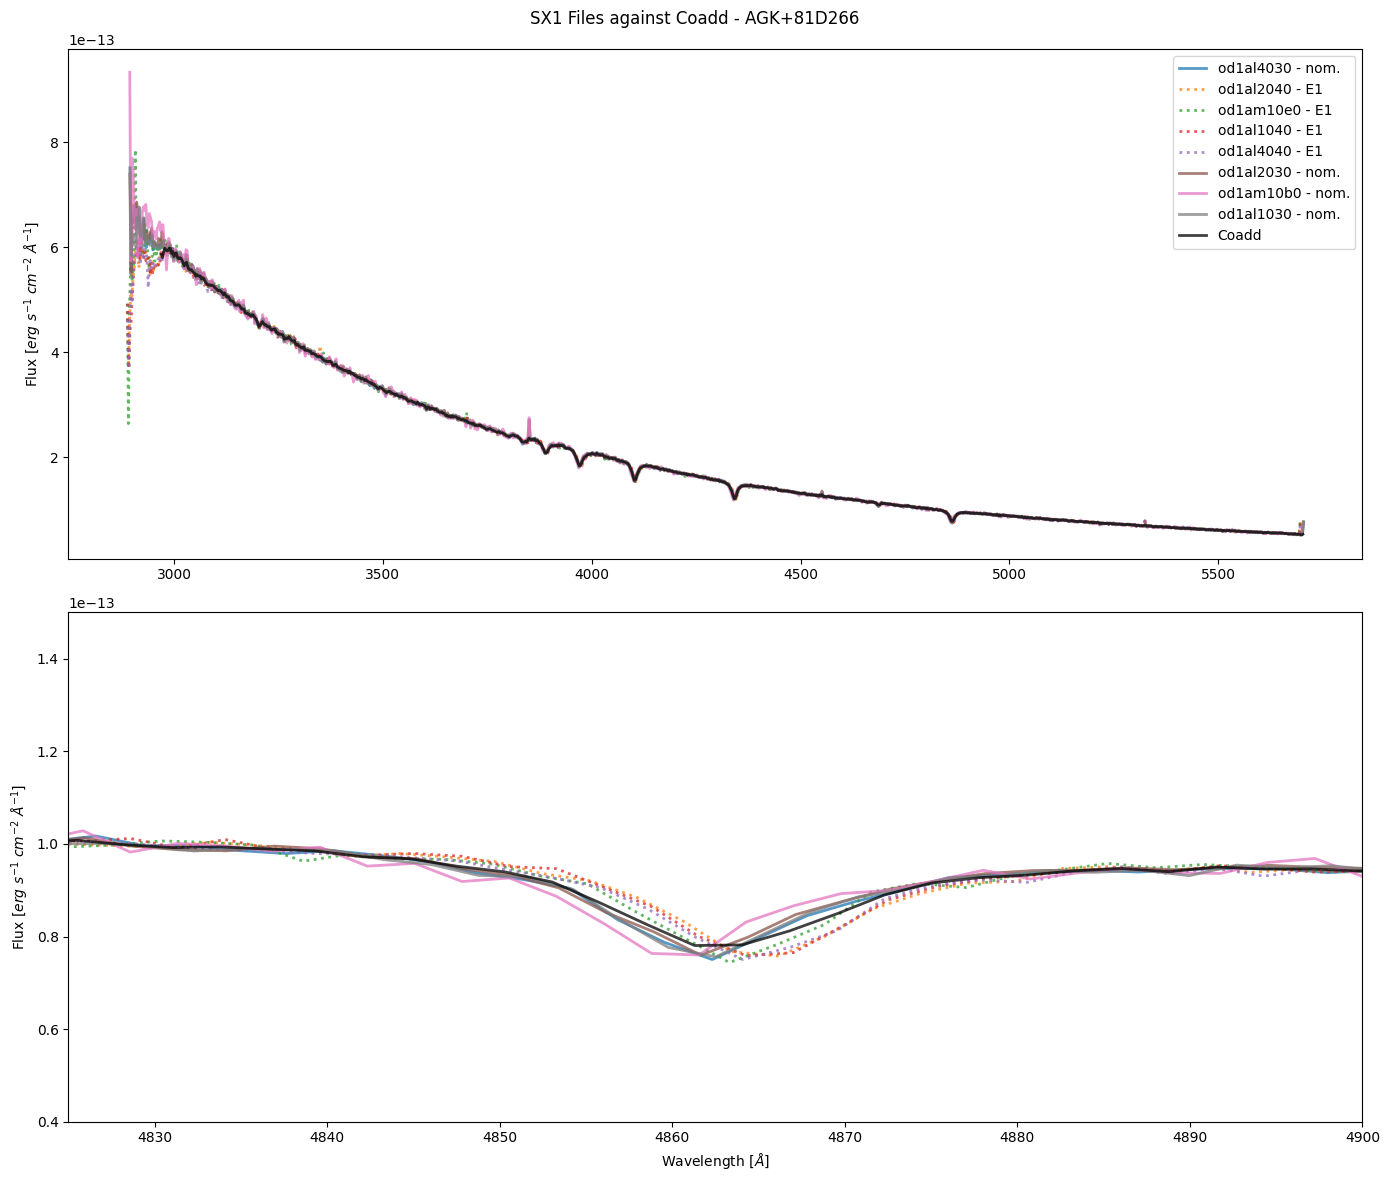 SX1 Files against Coadd - AGK+81D266
1e−13
Flux [erg s⁻¹ cm⁻² Å⁻¹]
8
6
4
2
3000 3500 4000 4500 5000 5500
od1al4030 - nom.
od1al2040 - E1
od1am10e0 - E1
od1al1040 - E1
od1al4040 - E1
od1al2030 - nom.
od1am10b0 - nom.
od1al1030 - nom.
Coadd
1e−13
Flux [erg s⁻¹ cm⁻² Å⁻¹]
1.4
1.2
1.0
0.8
0.6
0.4
4830 4840 4850 4860 4870 4880 4890 4900
Wavelength [Å]